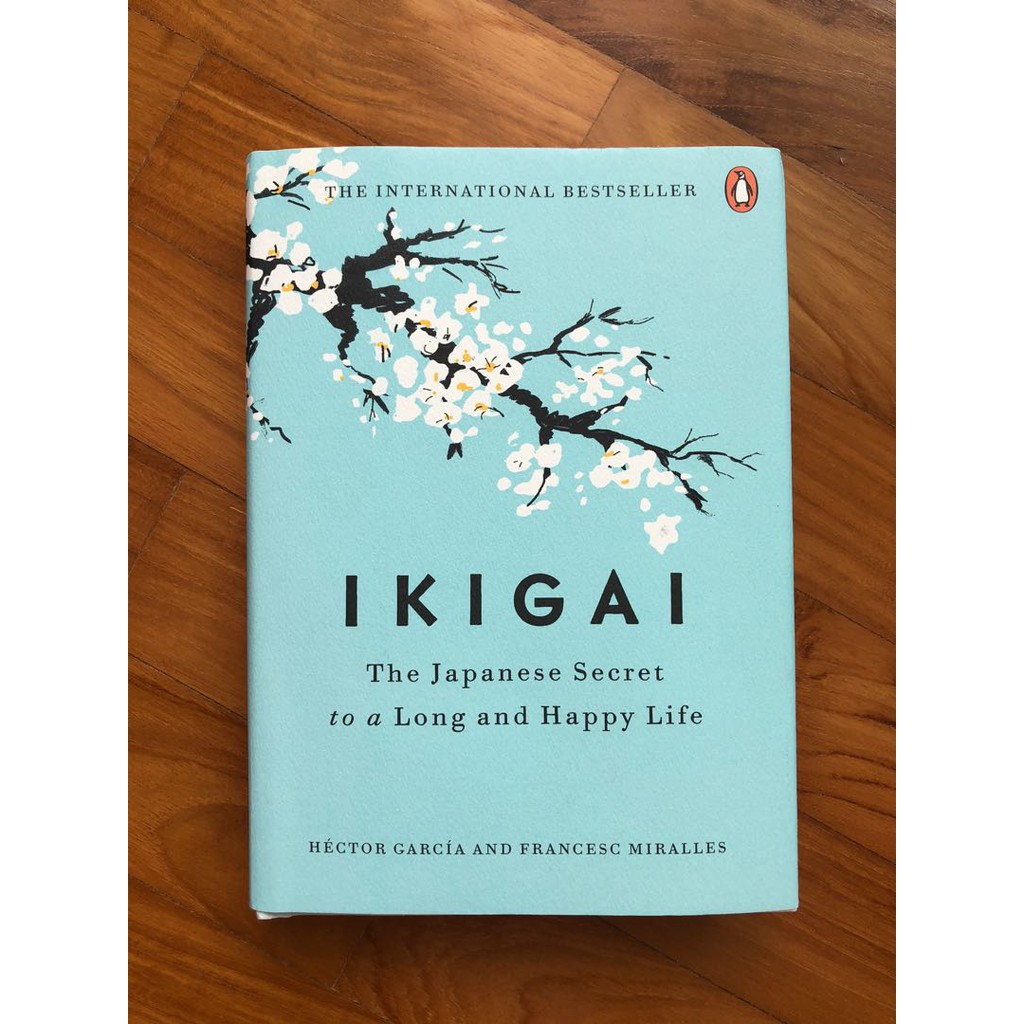 THE INTERNATIONAL BESTSELLER
IKIGAI
The Japanese Secret
to a Long and Happy Life
HÉCTOR GARCÍA AND FRANCESC MIRALLES